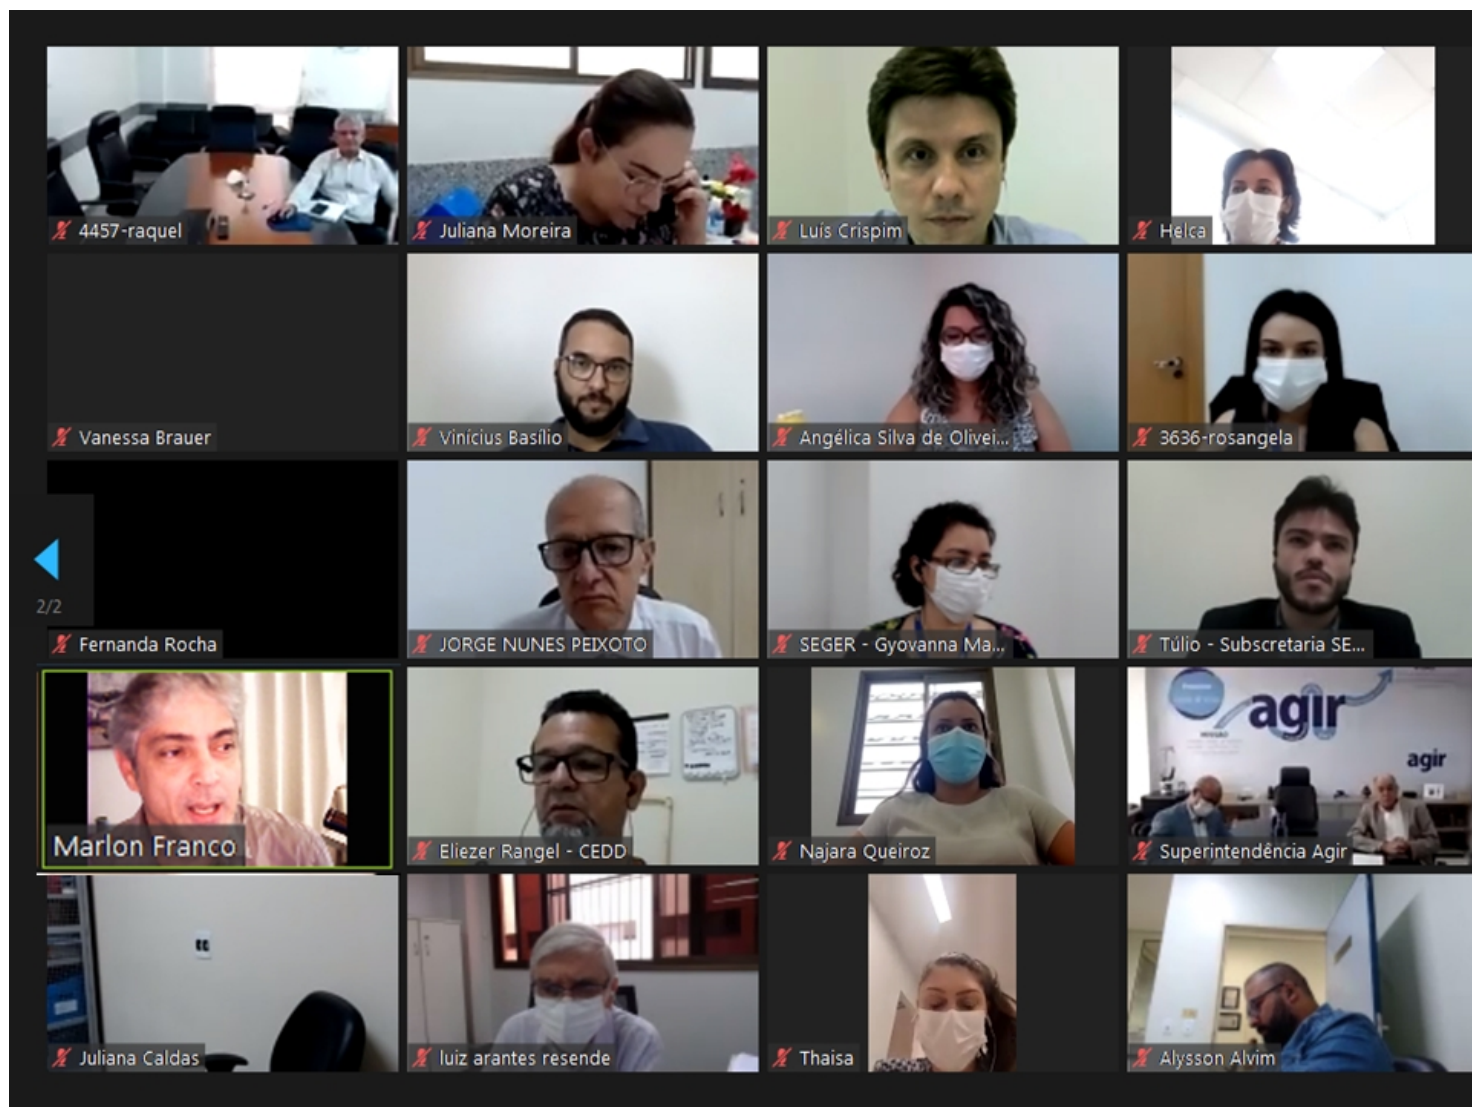 4457-raquel
Juliana Moreira
Luís Crispim
Helca
Vanessa Brauer
Vinícius Basílio
Angélica Silva de Olivei...
3636-rosangela
2/2
Fernanda Rocha
JORGE NUNES PEIXOTO
SEGER - Gyovanna Ma...
Túlio - Subscretaria SE...
agir
agir
Marlon Franco
Eliezer Rangel - CEDD
Najara Queiroz
Superintendência Agir
Juliana Caldas
luiz arantes resende
Thaisa
Alysson Alvim